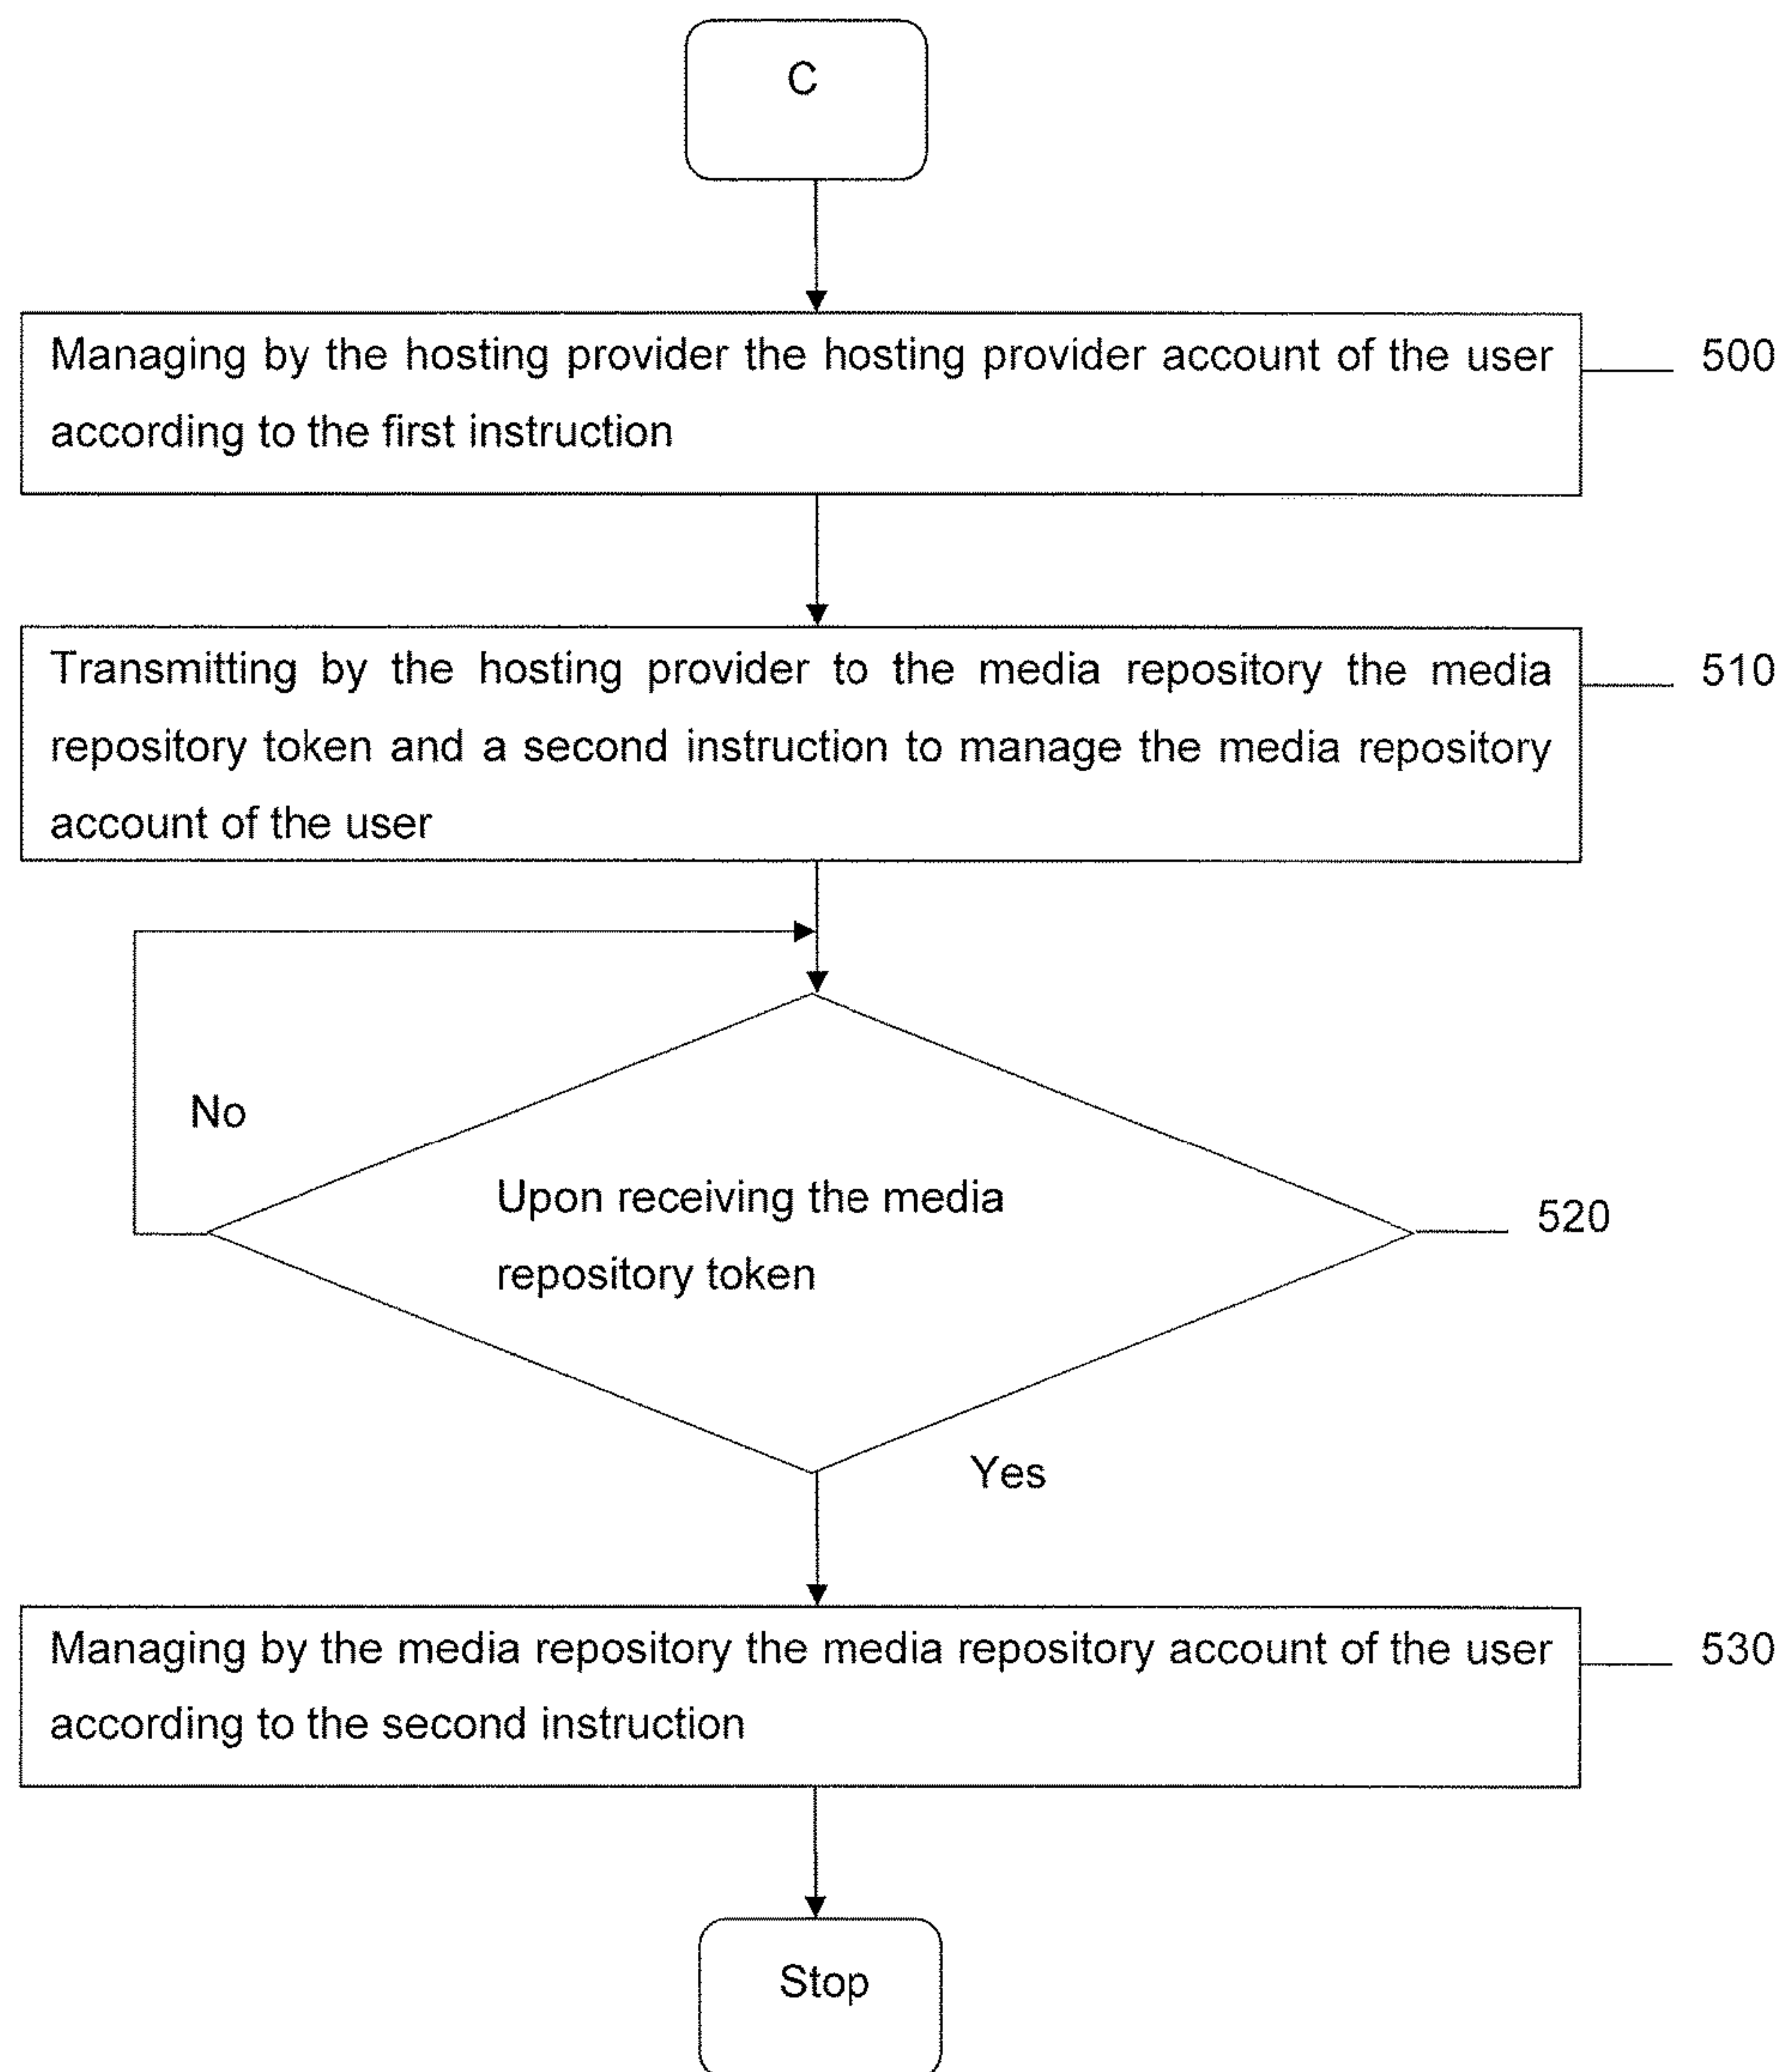 C
Managing by the hosting provider the hosting provider account of the user
according to the first instruction
500
Transmitting by the hosting provider to the media repository the media
repository token and a second instruction to manage the media repository
account of the user
510
No
Upon receiving the media
repository token
520
Yes
Managing by the media repository the media repository account of the user
according to the second instruction
530
Stop